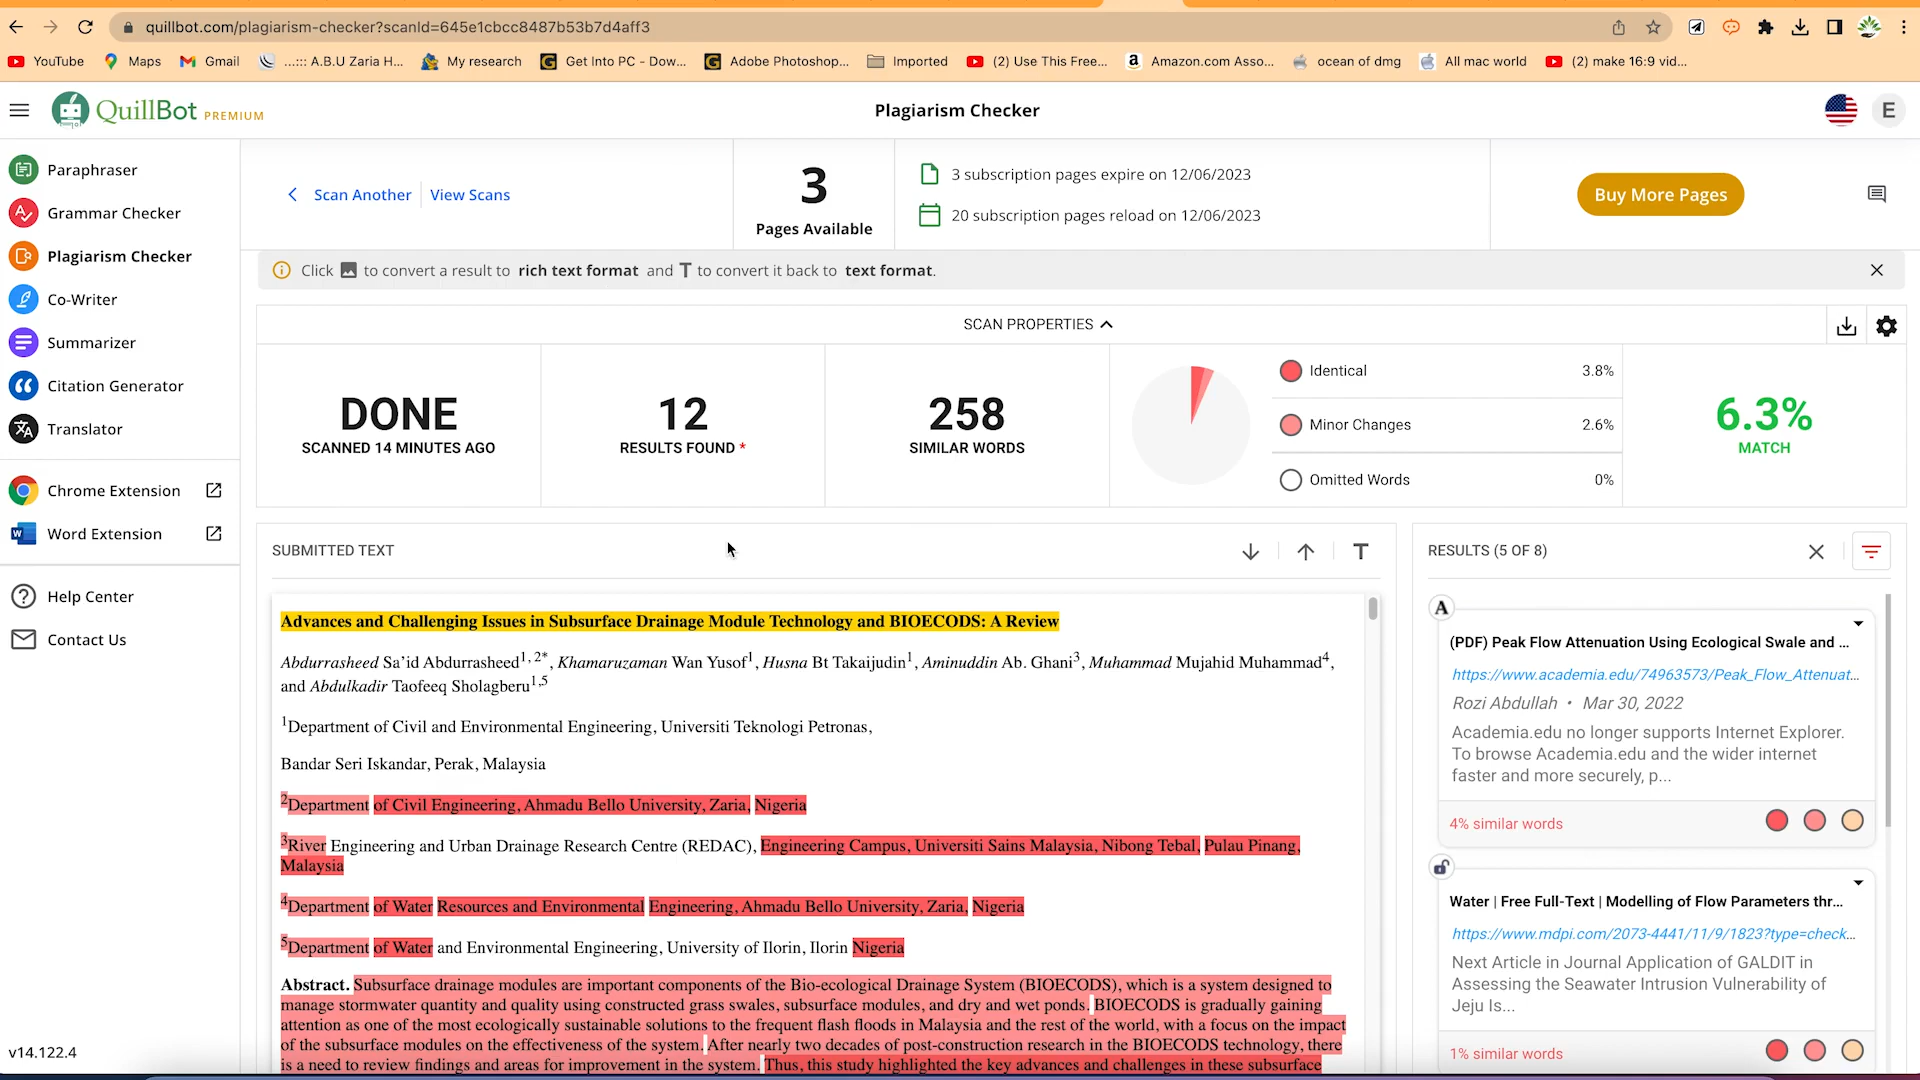 quillbot.com/plagiarism-checker?scanId=645e1cbcc8487b53b7d4aff3
YouTube Maps Gmail ...::: A.B.U Zaria H... My research Get Into PC - Dow... Adobe Photoshop... Imported (2) Use This Free... Amazon.com Asso... ocean of dmg All mac world (2) make 16:9 vid...
QuillBot PREMIUM
Plagiarism Checker
E
Paraphraser
Grammar Checker
Plagiarism Checker
Co-Writer
Summarizer
Citation Generator
Translator
Chrome Extension
Word Extension
Help Center
Contact Us
v14.122.4
Scan Another View Scans
3
Pages Available
3 subscription pages expire on 12/06/2023
20 subscription pages reload on 12/06/2023
Buy More Pages
Click to convert a result to rich text format and T to convert it back to text format.
SCAN PROPERTIES
DONE
SCANNED 14 MINUTES AGO
12
RESULTS FOUND *
258
SIMILAR WORDS
Identical 3.8%
Minor Changes 2.6%
Omitted Words 0%
6.3%
MATCH
SUBMITTED TEXT
T
Advances and Challenging Issues in Subsurface Drainage Module Technology and BIOECODS: A Review
Abdurrasheed Sa’id Abdurrasheed1, 2*, Khamaruzaman Wan Yusof1, Husna Bt Takaijudin1, Aminuddin Ab. Ghani3, Muhammad Mujahid Muhammad4,
and Abdulkadir Taofeeq Sholagberu1,5
1Department of Civil and Environmental Engineering, Universiti Teknologi Petronas,
Bandar Seri Iskandar, Perak, Malaysia
2Department of Civil Engineering, Ahmadu Bello University, Zaria, Nigeria
3River Engineering and Urban Drainage Research Centre (REDAC), Engineering Campus, Universiti Sains Malaysia, Nibong Tebal, Pulau Pinang,
Malaysia
4Department of Water Resources and Environmental Engineering, Ahmadu Bello University, Zaria, Nigeria
5Department of Water and Environmental Engineering, University of Ilorin, Ilorin Nigeria
Abstract. Subsurface drainage modules are important components of the Bio-ecological Drainage System (BIOECODS), which is a system designed to
manage stormwater quantity and quality using constructed grass swales, subsurface modules, and dry and wet ponds. BIOECODS is gradually gaining
attention as one of the most ecologically sustainable solutions to the frequent flash floods in Malaysia and the rest of the world, with a focus on the impact
of the subsurface modules on the effectiveness of the system. After nearly two decades of post-construction research in the BIOECODS technology, there
is a need to review findings and areas for improvement in the system. Thus, this study highlighted the key advances and challenges in these subsurface
RESULTS (5 OF 8)
A
(PDF) Peak Flow Attenuation Using Ecological Swale and ...
https://www.academia.edu/74963573/Peak_Flow_Attenuat...
Rozi Abdullah • Mar 30, 2022
Academia.edu no longer supports Internet Explorer.
To browse Academia.edu and the wider internet
faster and more securely, p...
4% similar words
Water | Free Full-Text | Modelling of Flow Parameters thr...
https://www.mdpi.com/2073-4441/11/9/1823?type=check...
Next Article in Journal Application of GALDIT in
Assessing the Seawater Intrusion Vulnerability of
Jeju Is...
1% similar words